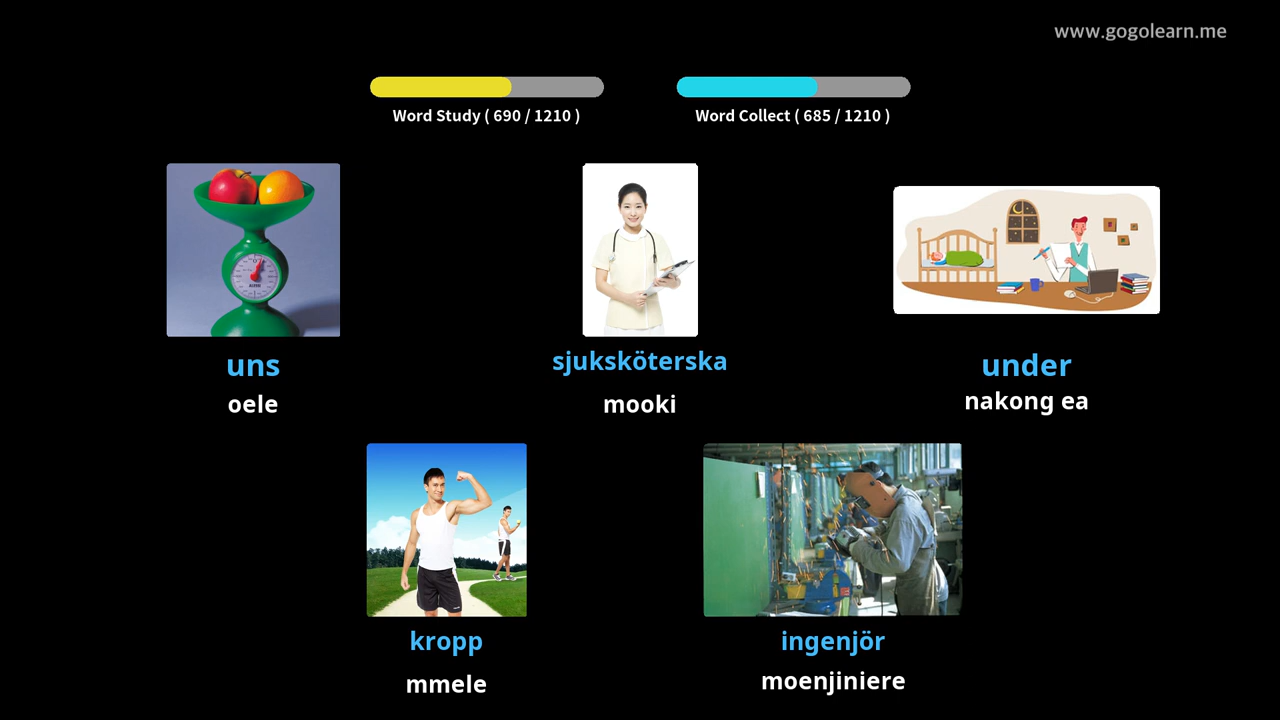 www.gogolearn.me
Word Study ( 690 / 1210 )
Word Collect ( 685 / 1210 )
uns
oele
sjuksköterska
mooki
under
nakong ea
kropp
mmele
ingenjör
moenjiniere